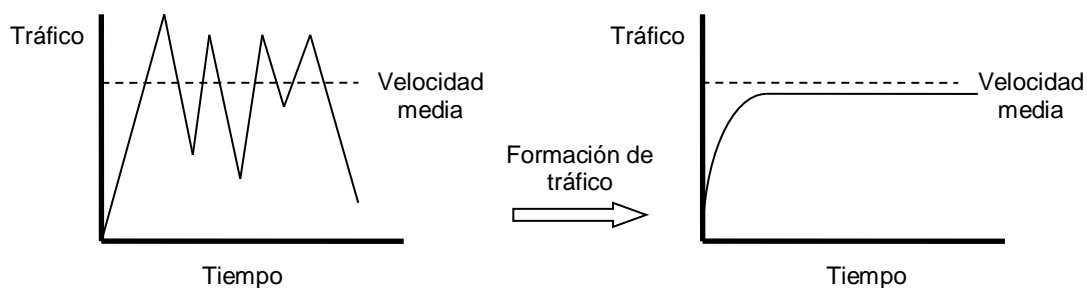 Tráfico
Velocidad
media
Tiempo
Formación de
tráfico
Tráfico
Velocidad
media
Tiempo